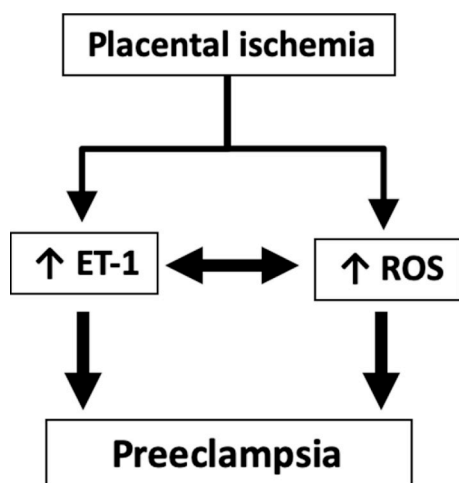 Placental ischemia
↑ ET-1
↑ ROS
Preeclampsia